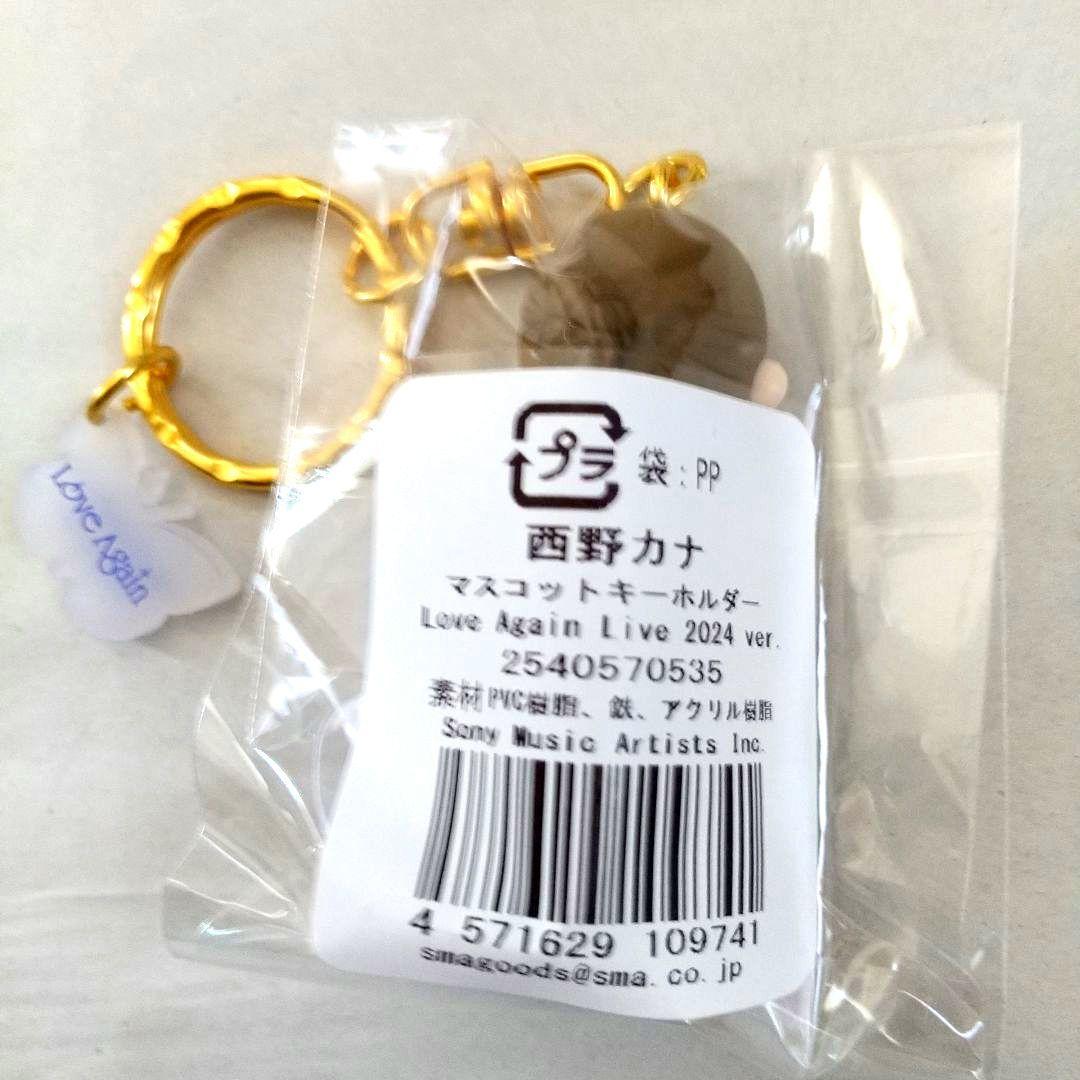 Love Again
プラ 袋：PP
西野カナ
マスコットキーホルダー
Love Again Live 2024 ver.
2540570535
素材 PVC樹脂、鉄、アクリル樹脂
Sony Music Artists Inc.
4 571629 109741
smagoods@sma.co.jp